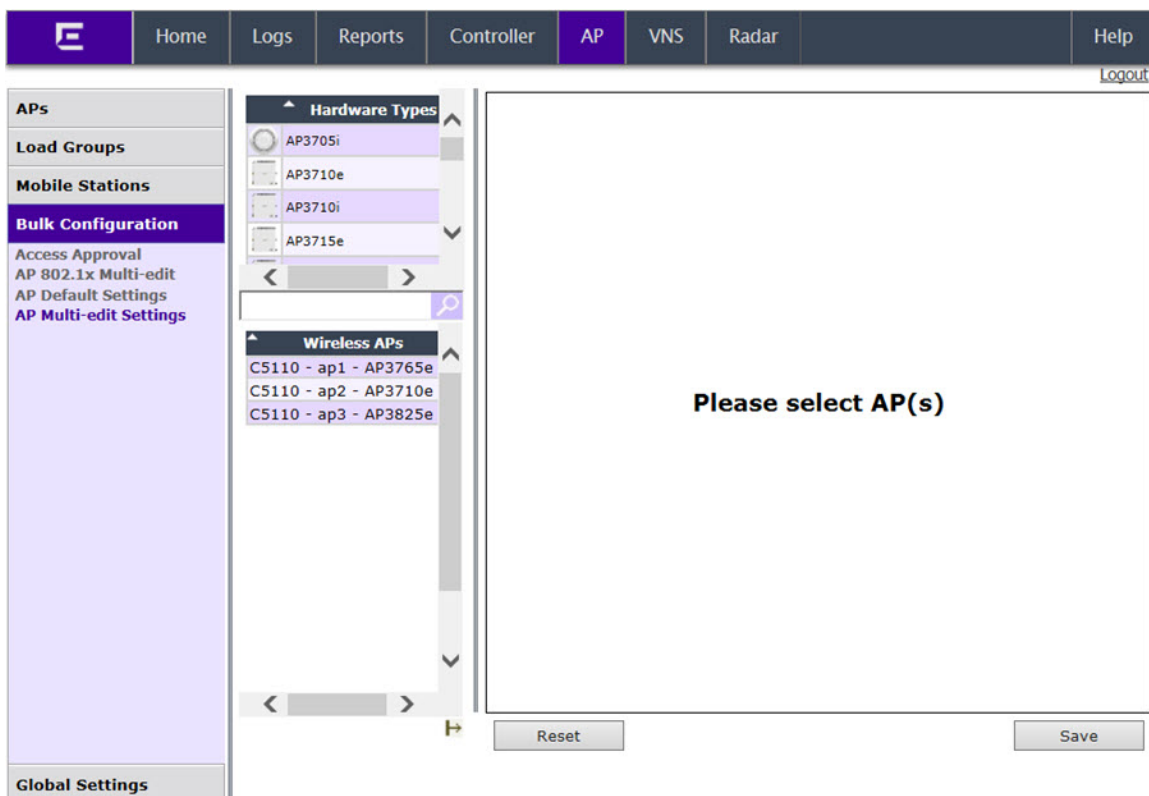 Home Logs Reports Controller AP VNS Radar Help
Logout
APs
Load Groups
Mobile Stations
Bulk Configuration
Access Approval
AP 802.1x Multi-edit
AP Default Settings
AP Multi-edit Settings
Global Settings
Hardware Types
AP3705i
AP3710e
AP3710i
AP3715e
Wireless APs
C5110 - ap1 - AP3765e
C5110 - ap2 - AP3710e
C5110 - ap3 - AP3825e
Please select AP(s)
Reset
Save